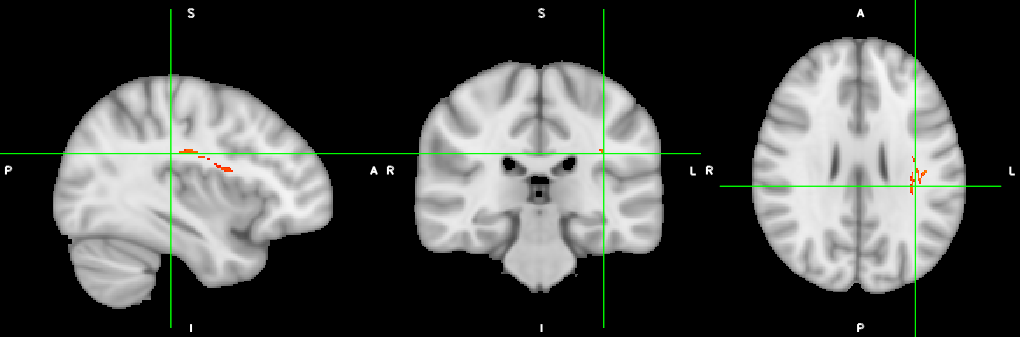 S S A
P A R L R L
I I P